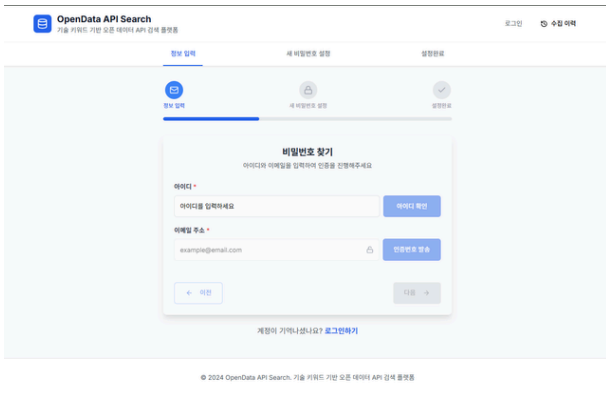 OpenData API Search
기술 키워드 기반 오픈 데이터 API 검색 플랫폼
로그인 수집 이력
정보 입력 새 비밀번호 설정 설정완료
정보 입력 새 비밀번호 설정 설정완료
비밀번호 찾기
아이디와 이메일을 입력하여 인증을 진행해주세요
아이디 *
아이디를 입력하세요 아이디 확인
이메일 주소 *
example@email.com 인증번호 발송
← 이전 다음 →
계정이 기억나셨나요? 로그인하기
© 2024 OpenData API Search. 기술 키워드 기반 오픈 데이터 API 검색 플랫폼